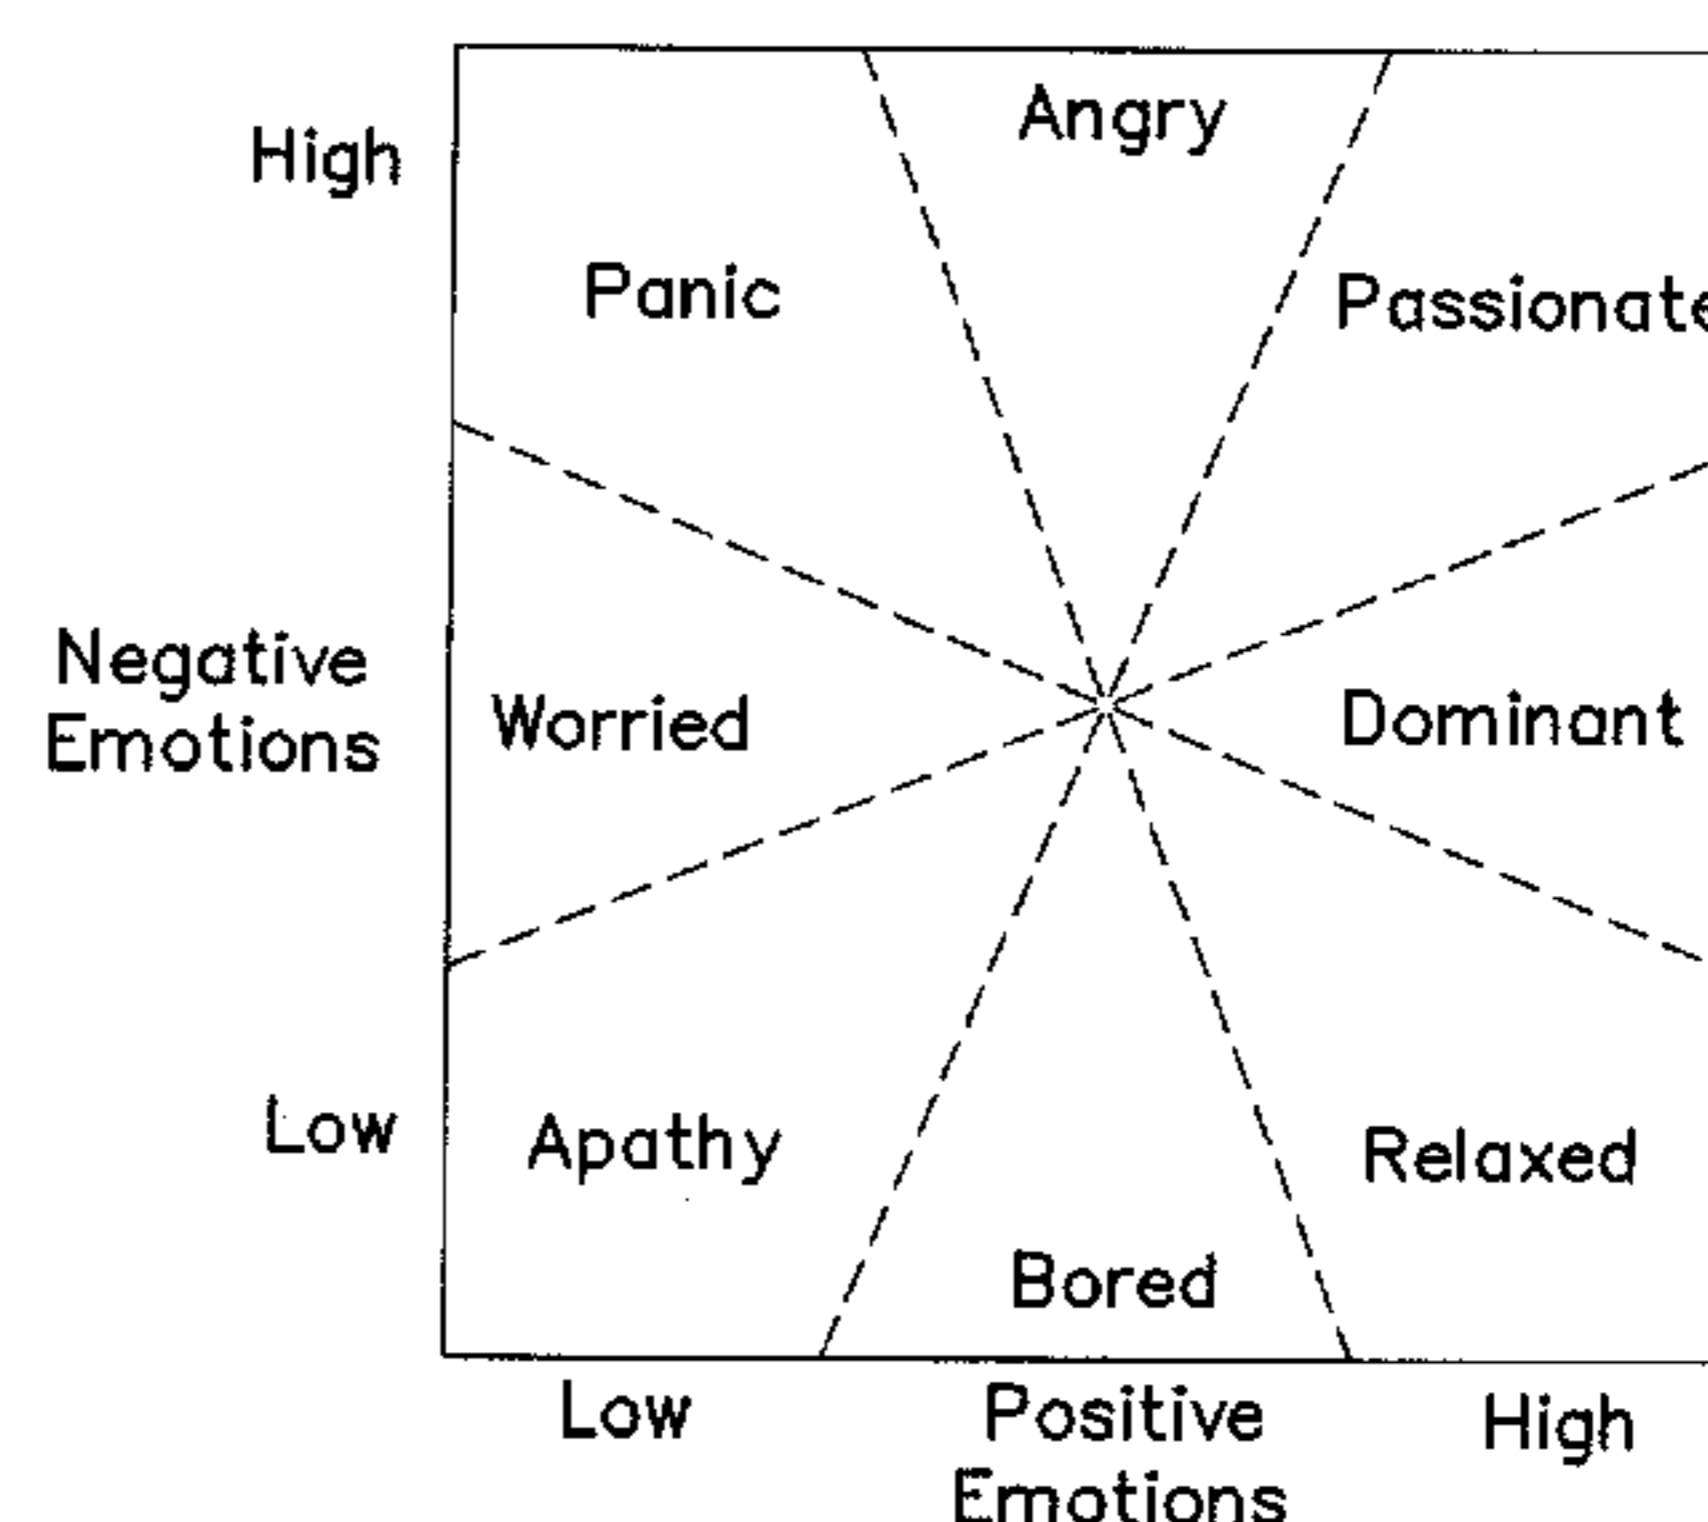 Angry
High
Panic
Passionate
Negative
Emotions
Worried
Dominant
Low
Apathy
Relaxed
Bored
Low
Positive
Emotions
High